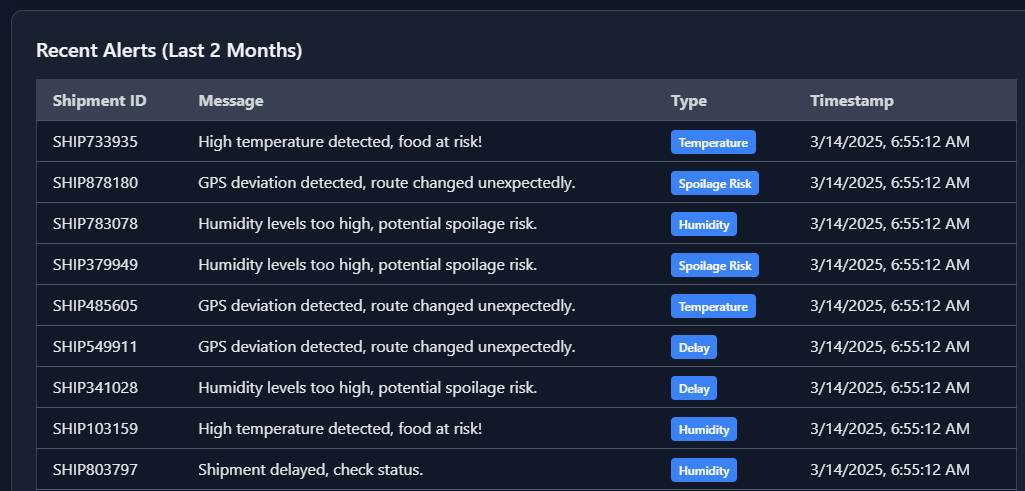 Recent Alerts (Last 2 Months)
Shipment ID Message Type Timestamp
SHIP733935 High temperature detected, food at risk! Temperature 3/14/2025, 6:55:12 AM
SHIP878180 GPS deviation detected, route changed unexpectedly. Spoilage Risk 3/14/2025, 6:55:12 AM
SHIP783078 Humidity levels too high, potential spoilage risk. Humidity 3/14/2025, 6:55:12 AM
SHIP379949 Humidity levels too high, potential spoilage risk. Spoilage Risk 3/14/2025, 6:55:12 AM
SHIP485605 GPS deviation detected, route changed unexpectedly. Temperature 3/14/2025, 6:55:12 AM
SHIP549911 GPS deviation detected, route changed unexpectedly. Delay 3/14/2025, 6:55:12 AM
SHIP341028 Humidity levels too high, potential spoilage risk. Delay 3/14/2025, 6:55:12 AM
SHIP103159 High temperature detected, food at risk! Humidity 3/14/2025, 6:55:12 AM
SHIP803797 Shipment delayed, check status. Humidity 3/14/2025, 6:55:12 AM